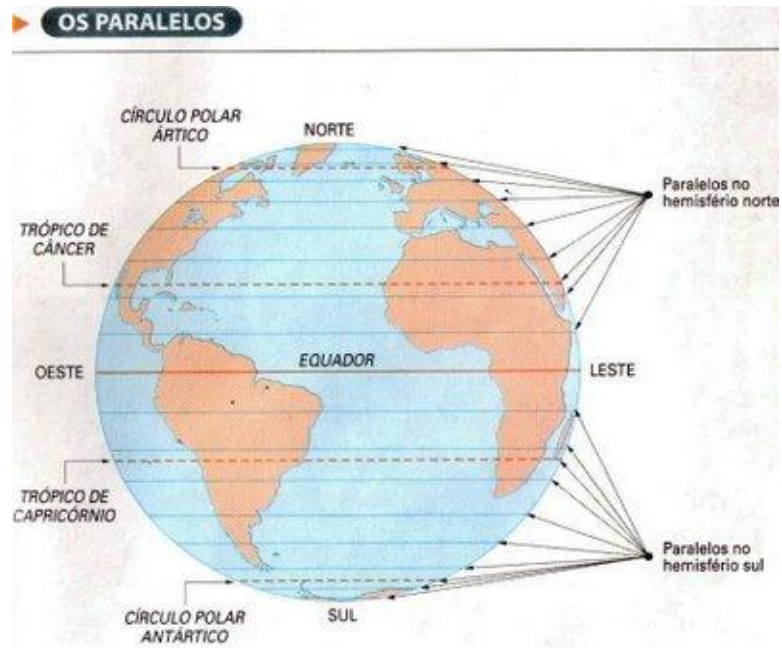 OS PARALELOS
CÍRCULO POLAR
ÁRTICO
NORTE
Paralelos no
hemisfério norte
TRÓPICO DE
CÂNCER
OESTE
EQUADOR
LESTE
TRÓPICO DE
CAPRICÓRNIO
Paralelos no
hemisfério sul
CÍRCULO POLAR
ANTÁRTICO
SUL